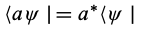 ⟨aψ | = a*⟨ψ |